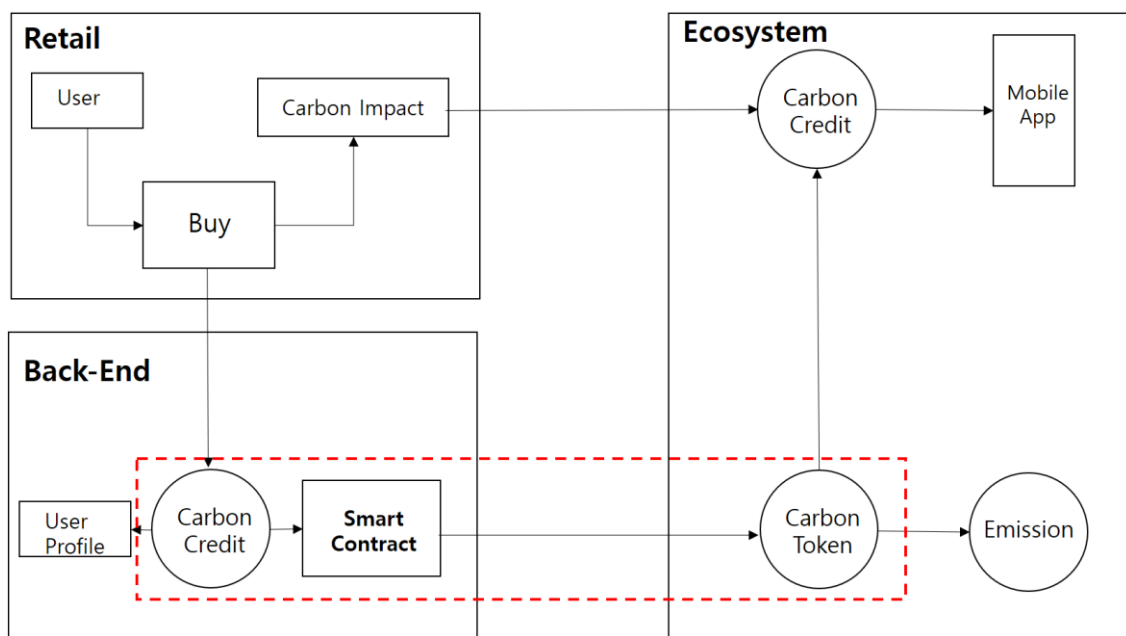 Retail
User
Carbon Impact
Buy
Ecosystem
Carbon
Credit
Mobile
App
Back-End
User
Profile
Carbon
Credit
Smart
Contract
Carbon
Token
Emission